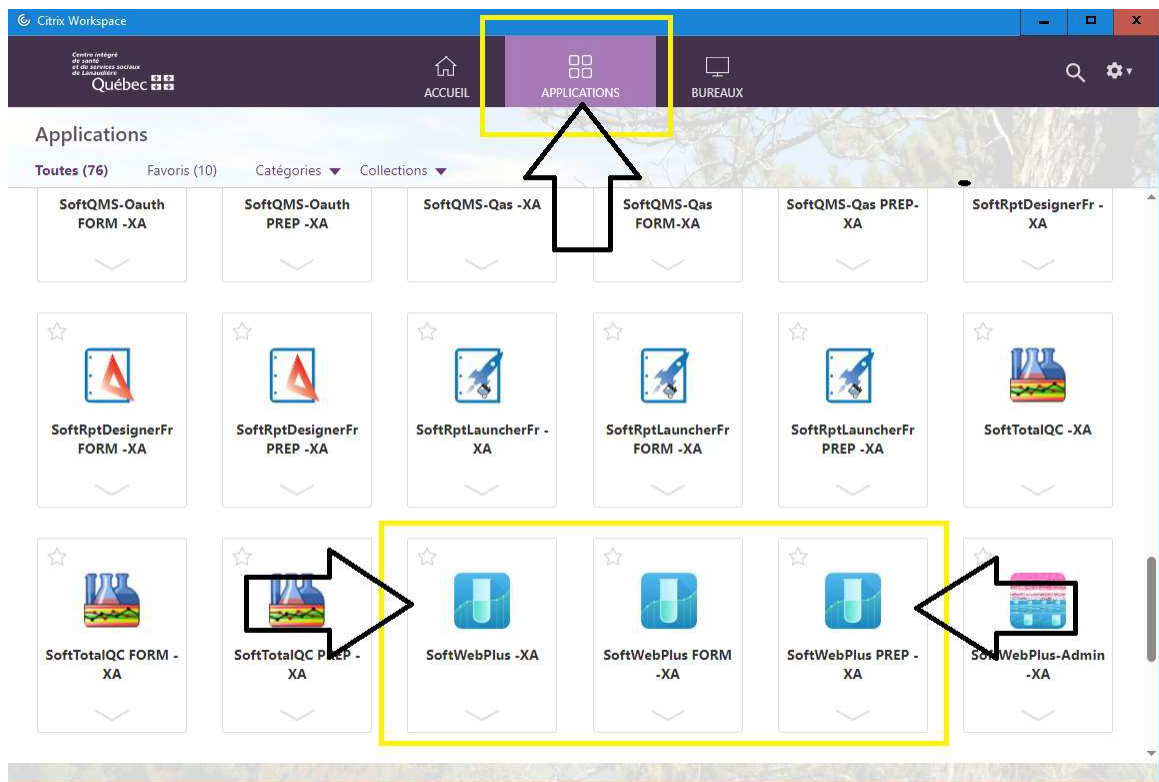 Citrix Workspace
Centre intégré
de santé
et de services sociaux
de Lanaudière
Québec
ACCUEIL
APPLICATIONS
BUREAUX
Applications
Toutes (76)
Favoris (10)
Catégories
Collections
SoftQMS-Oauth
FORM -XA
SoftQMS-Oauth
PREP -XA
SoftQMS-Qas -XA
SoftQMS-Qas
FORM-XA
SoftQMS-Qas PREP-
XA
SoftRptDesignerFr -
XA
SoftRptDesignerFr
FORM -XA
SoftRptDesignerFr
PREP -XA
SoftRptLauncherFr -
XA
SoftRptLauncherFr
FORM -XA
SoftRptLauncherFr
PREP -XA
SoftTotalQC -XA
SoftTotalQC FORM -
XA
SoftTotalQC PREP -
XA
SoftWebPlus -XA
SoftWebPlus FORM
-XA
SoftWebPlus PREP -
XA
SoftWebPlus-Admin
-XA